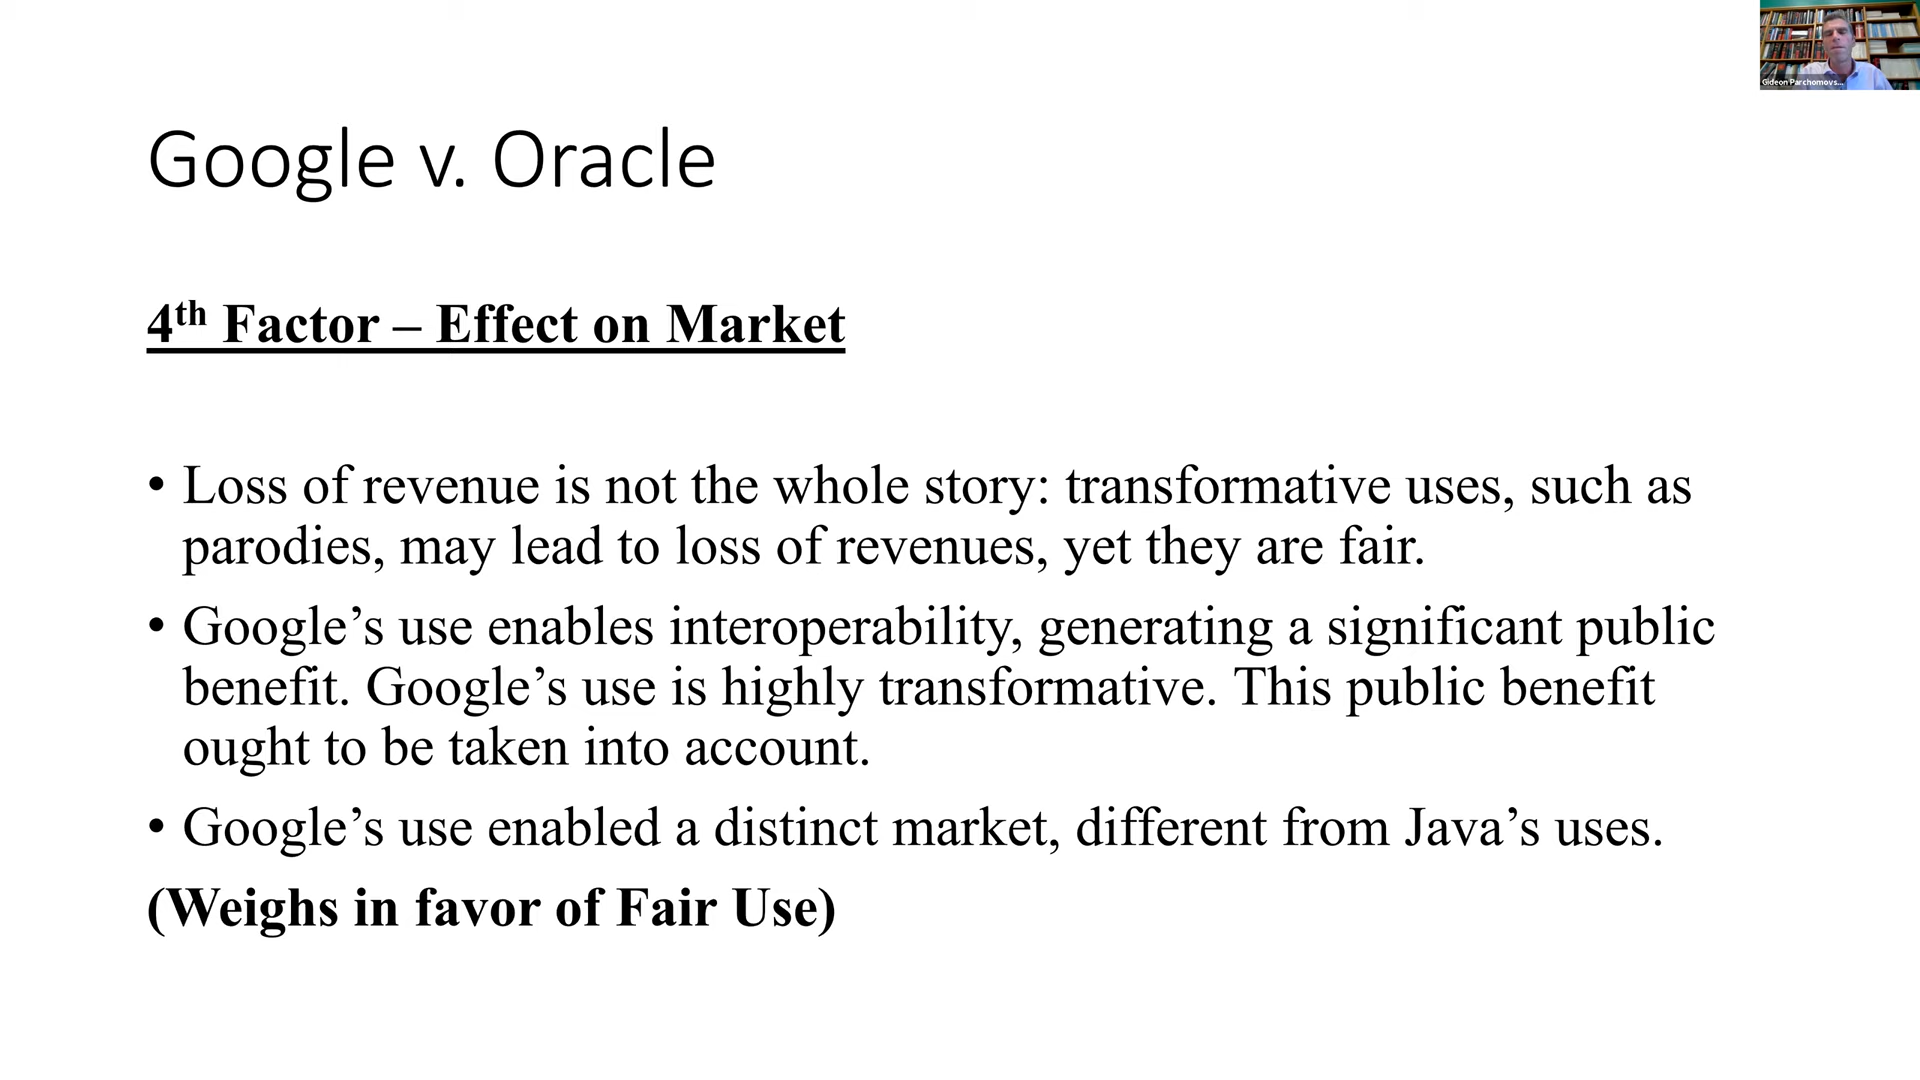 Gideon Parchomovs...
Google v. Oracle
4th Factor – Effect on Market
• Loss of revenue is not the whole story: transformative uses, such as
parodies, may lead to loss of revenues, yet they are fair.
• Google’s use enables interoperability, generating a significant public
benefit. Google’s use is highly transformative. This public benefit
ought to be taken into account.
• Google’s use enabled a distinct market, different from Java’s uses.
(Weighs in favor of Fair Use)